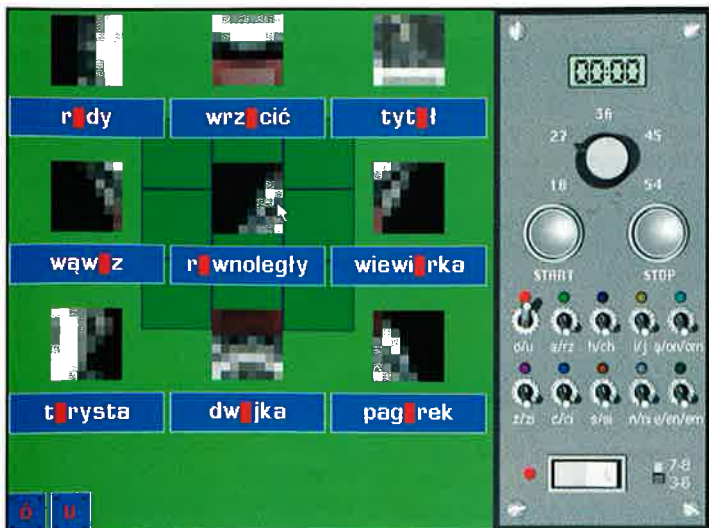 00:00
r█dy wrz█cić tyt█ł
36
27 45
18 54
wąw█z r█wnoległy wiewi█rka
START STOP
ó/u ż/rz h/ch i/j ą/on/om
t█rysta dw█jka pag█rek
ź/zi ć/ci ś/si ń/ni ę/en/em
7-8
3-6
ó u